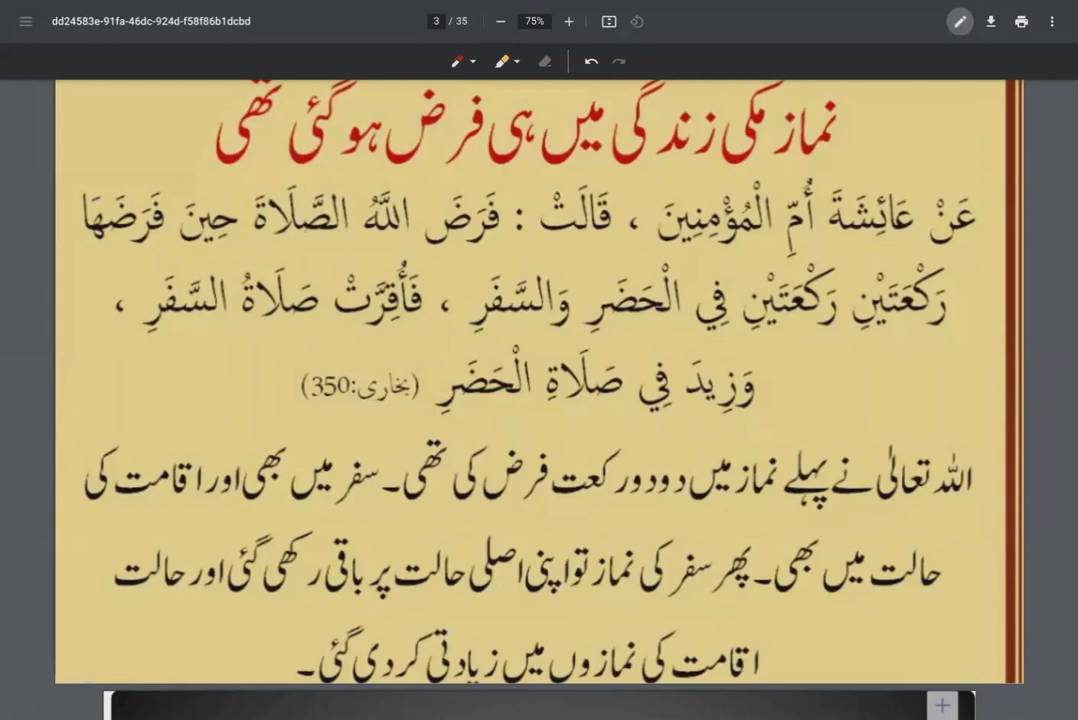 dd24583e-91fa-46dc-924d-f58f86b1dcbd
3 / 35
75%
نماز مکی زندگی میں ہی فرض ہو گئی تھی
عَنْ عَائِشَةَ أُمِّ الْمُؤْمِنِينَ ، قَالَتْ : فَرَضَ اللَّهُ الصَّلَاةَ حِينَ فَرَضَهَا
رَكْعَتَيْنِ رَكْعَتَيْنِ فِي الْحَضَرِ وَالسَّفَرِ ، فَأُقِرَّتْ صَلَاةُ السَّفَرِ ،
وَزِيدَ فِي صَلَاةِ الْحَضَرِ (بخاری:350)
اللہ تعالٰی نے پہلے نماز میں دو دو رکعت فرض کی تھی۔ سفر میں بھی اور اقامت کی
حالت میں بھی۔ پھر سفر کی نماز تو اپنی اصلی حالت پر باقی رکھی گئی اور حالت
اقامت کی نمازوں میں زیادتی کر دی گئی۔